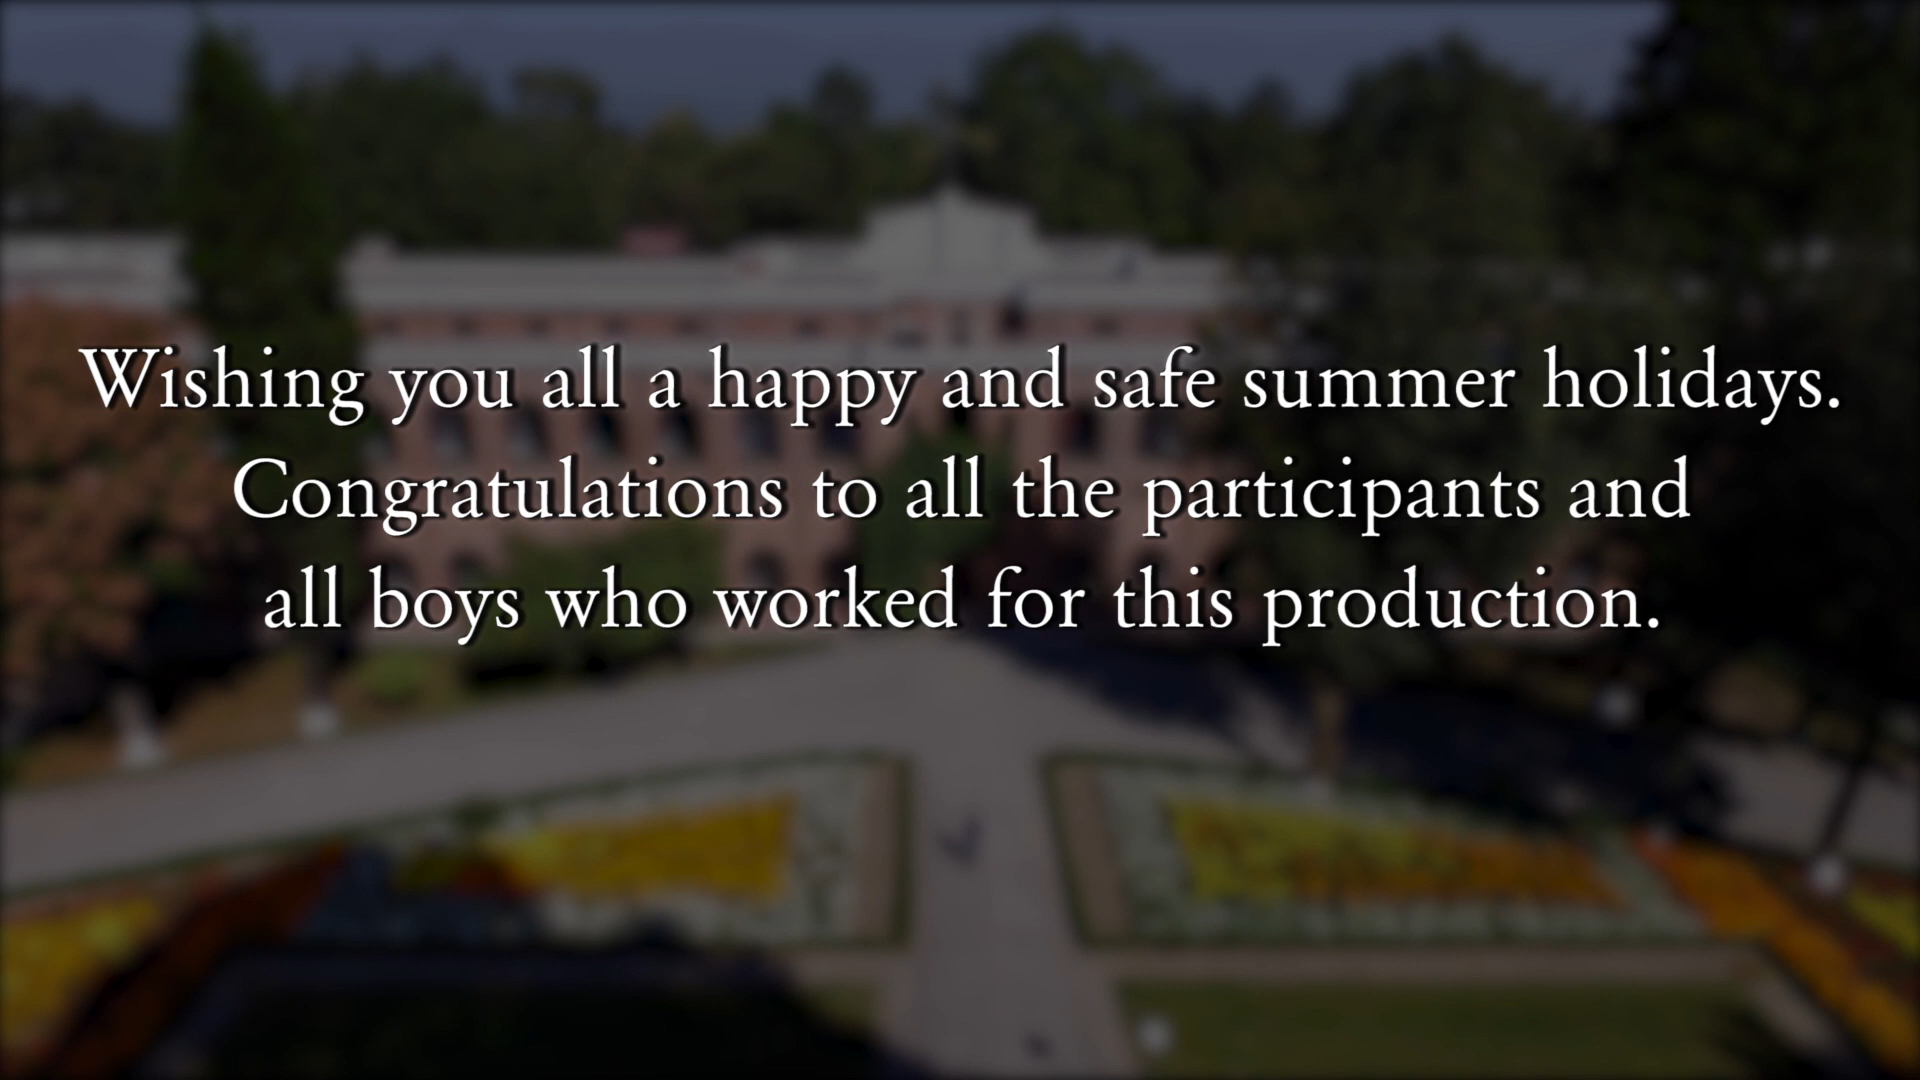 Wishing you all a happy and safe summer holidays.
Congratulations to all the participants and
all boys who worked for this production.